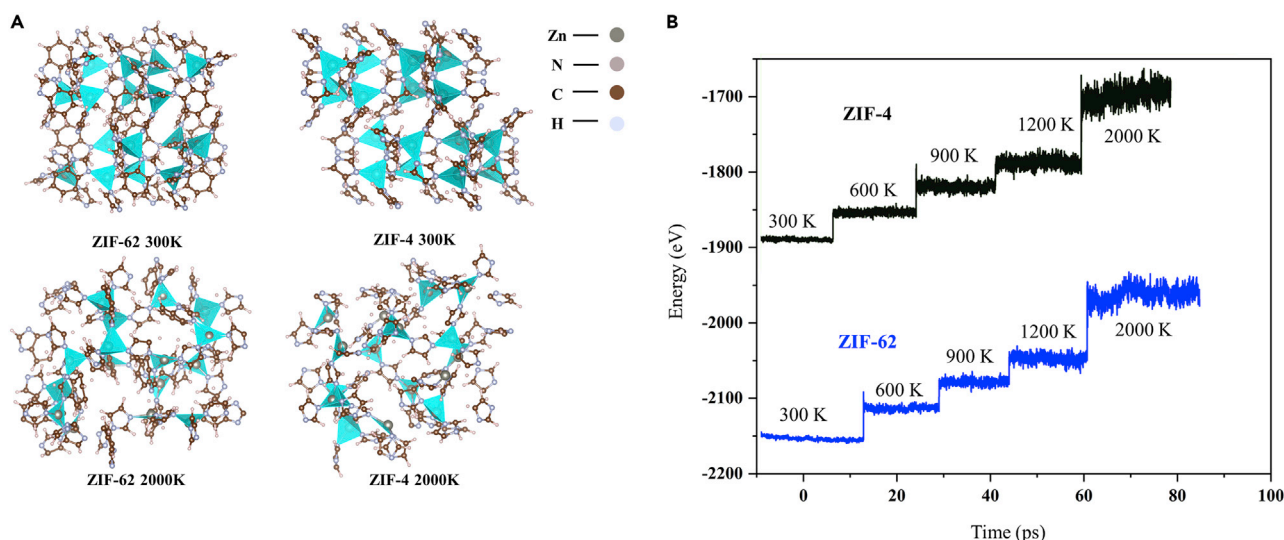 A
Zn
N
C
H
ZIF-62 300K
ZIF-4 300K
ZIF-62 2000K
ZIF-4 2000K
B
Energy (eV)
-1700
-1800
-1900
-2000
-2100
-2200
ZIF-4
300 K
600 K
900 K
1200 K
2000 K
ZIF-62
300 K
600 K
900 K
1200 K
2000 K
0
20
40
60
80
100
Time (ps)